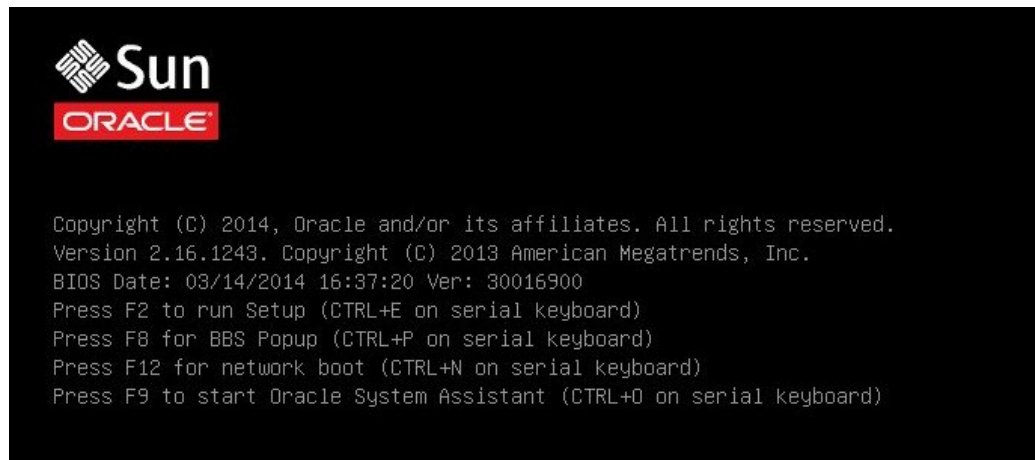 Sun
ORACLE
Copyright (C) 2014, Oracle and/or its affiliates. All rights reserved.
Version 2.16.1243. Copyright (C) 2013 American Megatrends, Inc.
BIOS Date: 03/14/2014 16:37:20 Ver: 30016900
Press F2 to run Setup (CTRL+E on serial keyboard)
Press F8 for BBS Popup (CTRL+P on serial keyboard)
Press F12 for network boot (CTRL+N on serial keyboard)
Press F9 to start Oracle System Assistant (CTRL+O on serial keyboard)